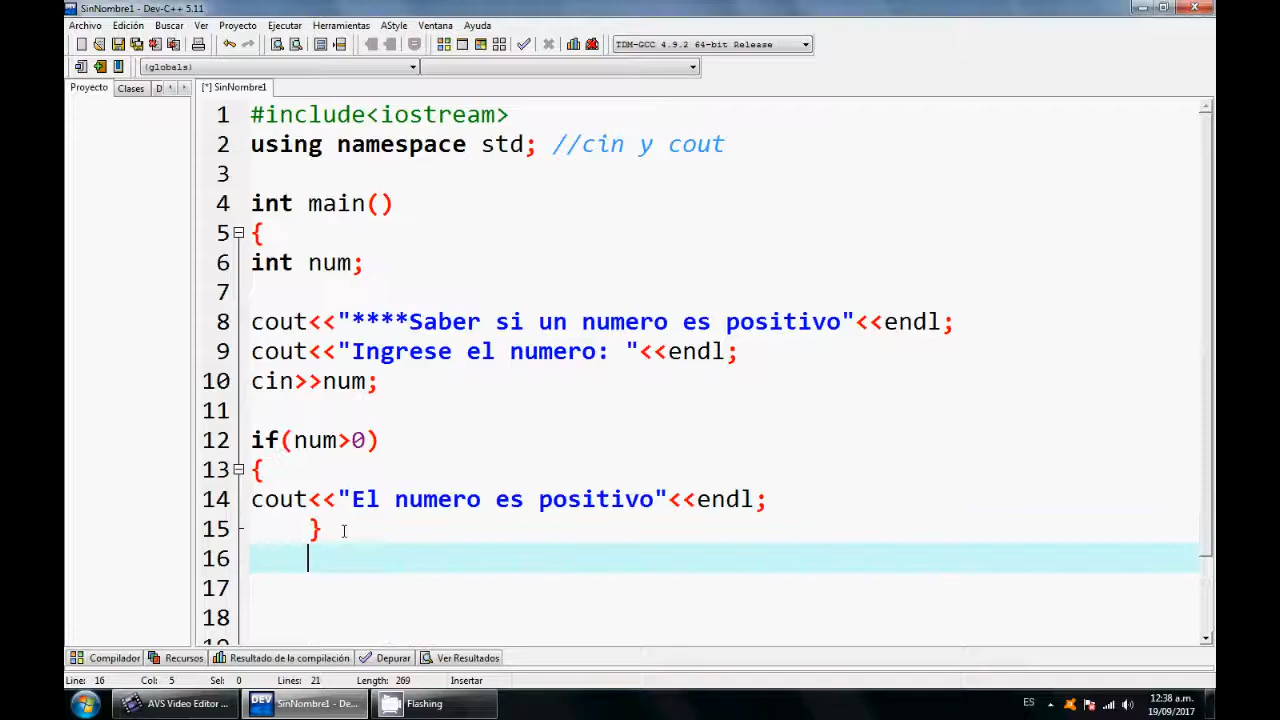 SinNombre1 - Dev-C++ 5.11
Archivo Edición Buscar Ver Proyecto Ejecutar Herramientas AStyle Ventana Ayuda
TDM-GCC 4.9.2 64-bit Release
(globals)
Proyecto Clases D [*] SinNombre1
1 #include<iostream>
2 using namespace std; //cin y cout
3
4 int main()
5 {
6 int num;
7
8 cout<<"****Saber si un numero es positivo"<<endl;
9 cout<<"Ingrese el numero: "<<endl;
10 cin>>num;
11
12 if(num>0)
13 {
14 cout<<"El numero es positivo"<<endl;
15 }
16
17
18
19
Compilador Recursos Resultado de la compilación Depurar Ver Resultados
Line: 16 Col: 5 Sel: 0 Lines: 21 Length: 269 Insertar
DEV
AVS Video Editor ... SinNombre1 - De... Flashing ES 12:38 a.m.
19/09/2017